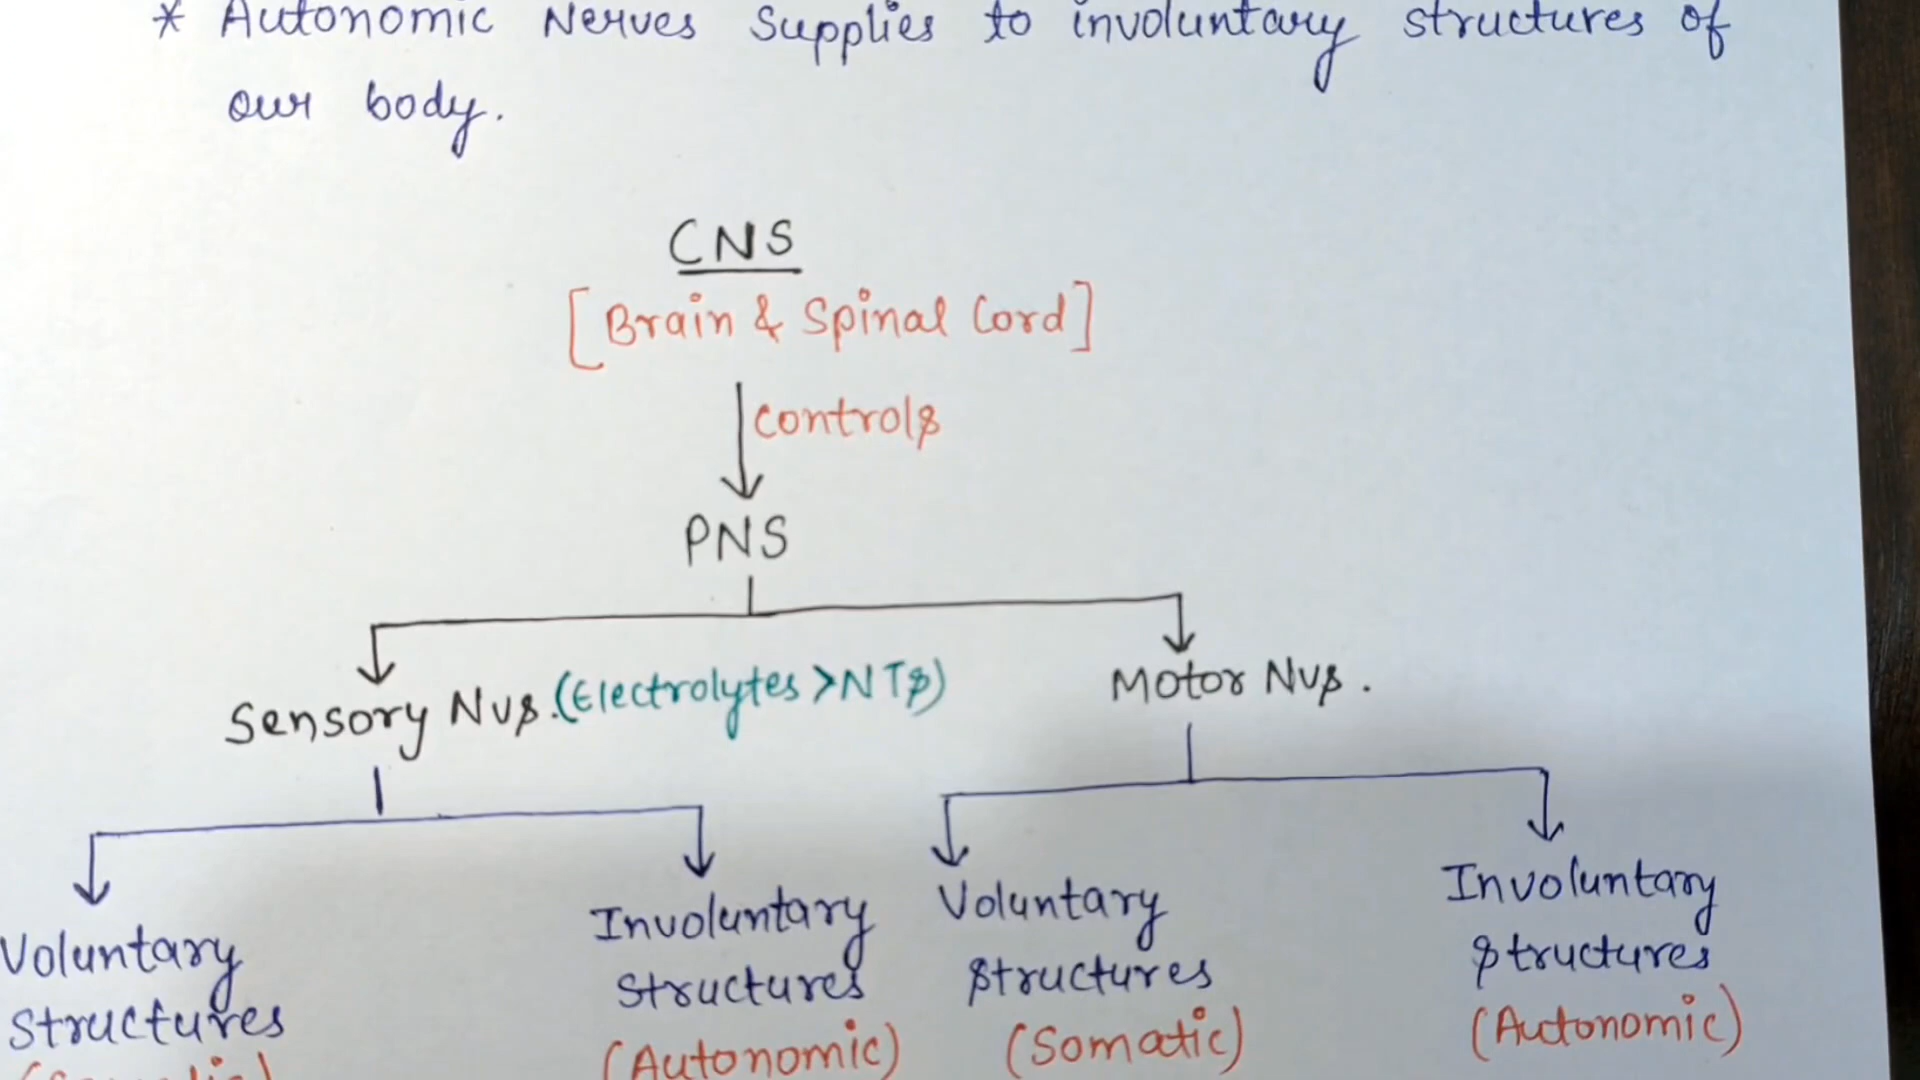 * Autonomic Nerves Supplies to involuntary structures of
our body.
CNS
[Brain & Spinal Cord]
controls
PNS
Sensory Nvs. (Electrolytes > NTs)
Motor Nvs.
Voluntary
Structures
Involuntary
Structures
(Autonomic)
Voluntary
Structures
(Somatic)
Involuntary
Structures
(Autonomic)